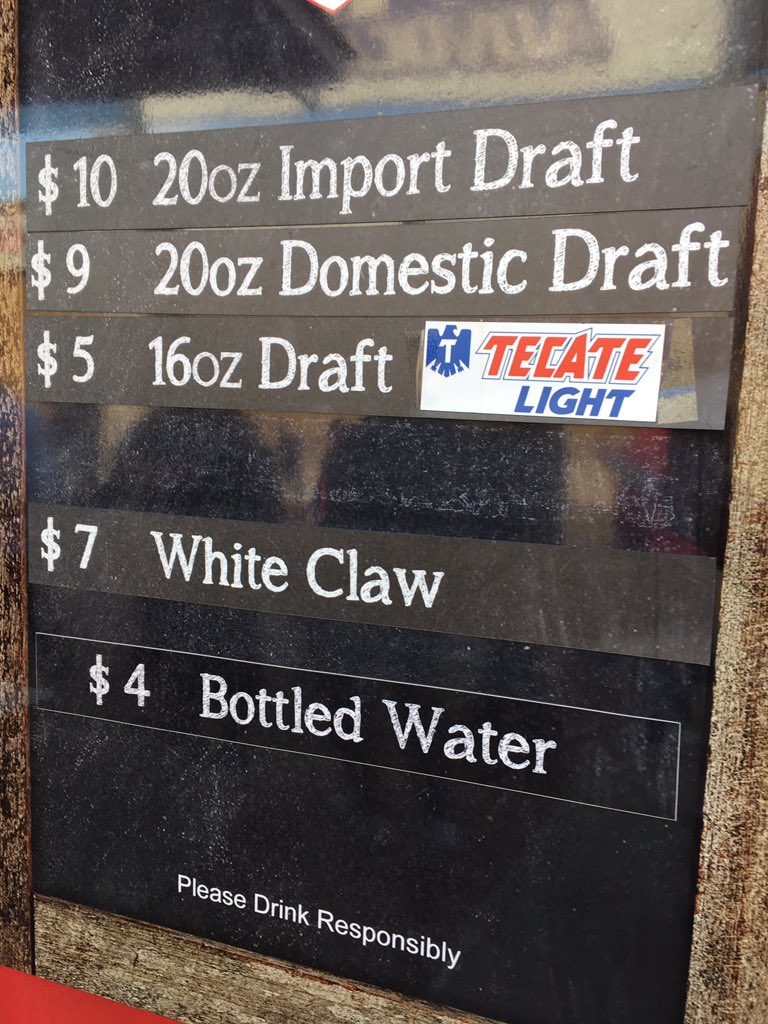 $ 10 20oz Import Draft
$ 9 20oz Domestic Draft
$ 5 16oz Draft T TECATE LIGHT
$ 7 White Claw
$ 4 Bottled Water
Please Drink Responsibly